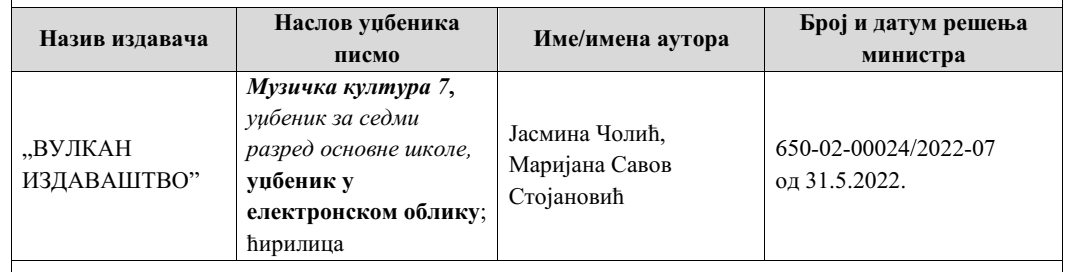 Назив издавача
Наслов уџбеника
писмо
Име/имена аутора
Број и датум решења
министра
„ВУЛКАН
ИЗДАВАШТВО”
Музичка култура 7,
уџбеник за седми
разред основне школе,
уџбеник у
електронском облику;
ћирилица
Јасмина Чолић,
Маријана Савов
Стојановић
650-02-00024/2022-07
од 31.5.2022.